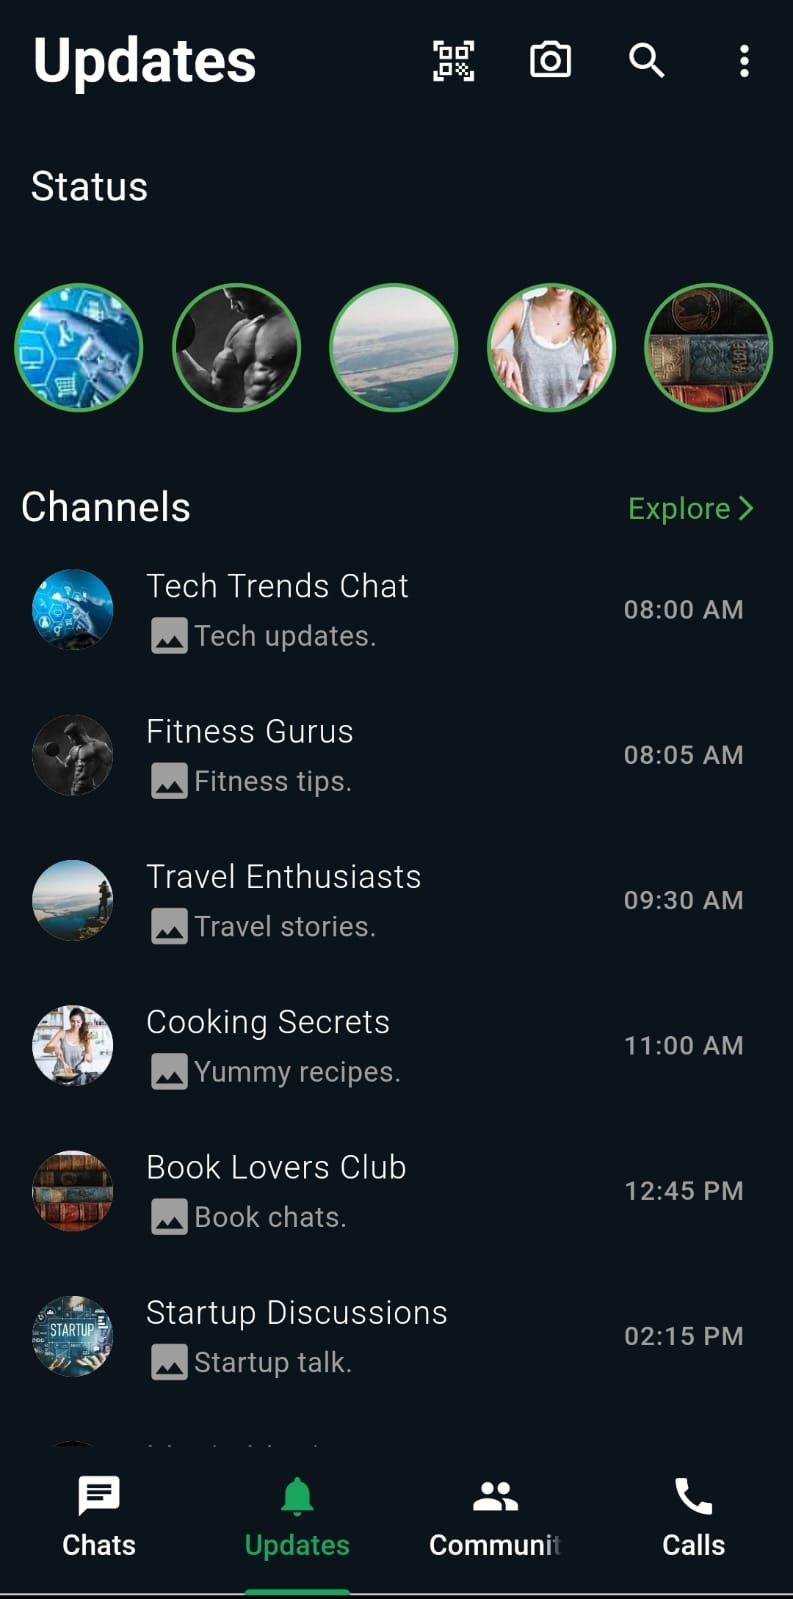 Updates
Status
Channels
Explore
Tech Trends Chat
Tech updates.
08:00 AM
Fitness Gurus
Fitness tips.
08:05 AM
Travel Enthusiasts
Travel stories.
09:30 AM
Cooking Secrets
Yummy recipes.
11:00 AM
Book Lovers Club
Book chats.
12:45 PM
STARTUP
Startup Discussions
Startup talk.
02:15 PM
Chats
Updates
Communit
Calls